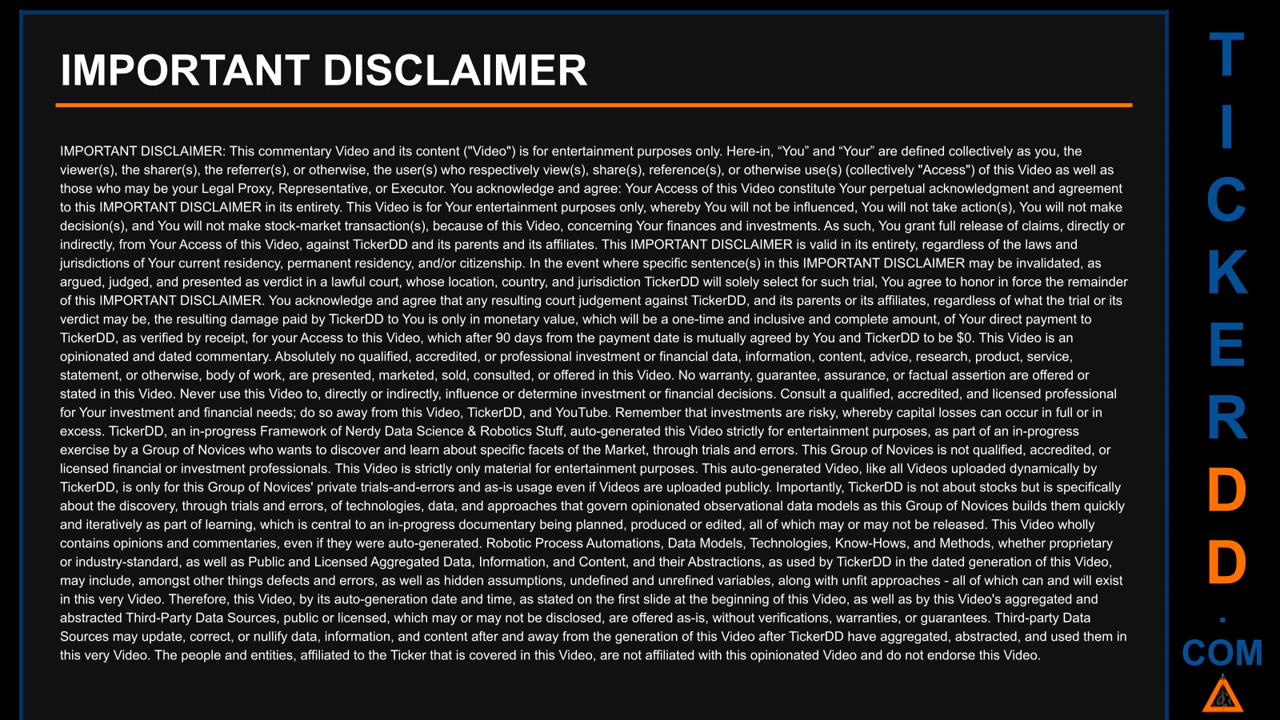 IMPORTANT DISCLAIMER
IMPORTANT DISCLAIMER: This commentary Video and its content ("Video") is for entertainment purposes only. Here-in, “You” and “Your” are defined collectively as you, the
viewer(s), the sharer(s), the referrer(s), or otherwise, the user(s) who respectively view(s), share(s), reference(s), or otherwise use(s) (collectively "Access") of this Video as well as
those who may be your Legal Proxy, Representative, or Executor. You acknowledge and agree: Your Access of this Video constitute Your perpetual acknowledgment and agreement
to this IMPORTANT DISCLAIMER in its entirety. This Video is for Your entertainment purposes only, whereby You will not be influenced, You will not take action(s), You will not make
decision(s), and You will not make stock-market transaction(s), because of this Video, concerning Your finances and investments. As such, You grant full release of claims, directly or
indirectly, from Your Access of this Video, against TickerDD and its parents and its affiliates. This IMPORTANT DISCLAIMER is valid in its entirety, regardless of the laws and
jurisdictions of Your current residency, permanent residency, and/or citizenship. In the event where specific sentence(s) in this IMPORTANT DISCLAIMER may be invalidated, as
argued, judged, and presented as verdict in a lawful court, whose location, country, and jurisdiction TickerDD will solely select for such trial, You agree to honor in force the remainder
of this IMPORTANT DISCLAIMER. You acknowledge and agree that any resulting court judgement against TickerDD, and its parents or its affiliates, regardless of what the trial or its
verdict may be, the resulting damage paid by TickerDD to You is only in monetary value, which will be a one-time and inclusive and complete amount, of Your direct payment to
TickerDD, as verified by receipt, for your Access to this Video, which after 90 days from the payment date is mutually agreed by You and TickerDD to be $0. This Video is an
opinionated and dated commentary. Absolutely no qualified, accredited, or professional investment or financial data, information, content, advice, research, product, service,
statement, or otherwise, body of work, are presented, marketed, sold, consulted, or offered in this Video. No warranty, guarantee, assurance, or factual assertion are offered or
stated in this Video. Never use this Video to, directly or indirectly, influence or determine investment or financial decisions. Consult a qualified, accredited, and licensed professional
for Your investment and financial needs; do so away from this Video, TickerDD, and YouTube. Remember that investments are risky, whereby capital losses can occur in full or in
excess. TickerDD, an in-progress Framework of Nerdy Data Science & Robotics Stuff, auto-generated this Video strictly for entertainment purposes, as part of an in-progress
exercise by a Group of Novices who wants to discover and learn about specific facets of the Market, through trials and errors. This Group of Novices is not qualified, accredited, or
licensed financial or investment professionals. This Video is strictly only material for entertainment purposes. This auto-generated Video, like all Videos uploaded dynamically by
TickerDD, is only for this Group of Novices' private trials-and-errors and as-is usage even if Videos are uploaded publicly. Importantly, TickerDD is not about stocks but is specifically
about the discovery, through trials and errors, of technologies, data, and approaches that govern opinionated observational data models as this Group of Novices builds them quickly
and iteratively as part of learning, which is central to an in-progress documentary being planned, produced or edited, all of which may or may not be released. This Video wholly
contains opinions and commentaries, even if they were auto-generated. Robotic Process Automations, Data Models, Technologies, Know-Hows, and Methods, whether proprietary
or industry-standard, as well as Public and Licensed Aggregated Data, Information, and Content, and their Abstractions, as used by TickerDD in the dated generation of this Video,
may include, amongst other things defects and errors, as well as hidden assumptions, undefined and unrefined variables, along with unfit approaches - all of which can and will exist
in this very Video. Therefore, this Video, by its auto-generation date and time, as stated on the first slide at the beginning of this Video, as well as by this Video's aggregated and
abstracted Third-Party Data Sources, public or licensed, which may or may not be disclosed, are offered as-is, without verifications, warranties, or guarantees. Third-party Data
Sources may update, correct, or nullify data, information, and content after and away from the generation of this Video after TickerDD have aggregated, abstracted, and used them in
this very Video. The people and entities, affiliated to the Ticker that is covered in this Video, are not affiliated with this opinionated Video and do not endorse this Video.
T
I
C
K
E
R
D
D
.
COM